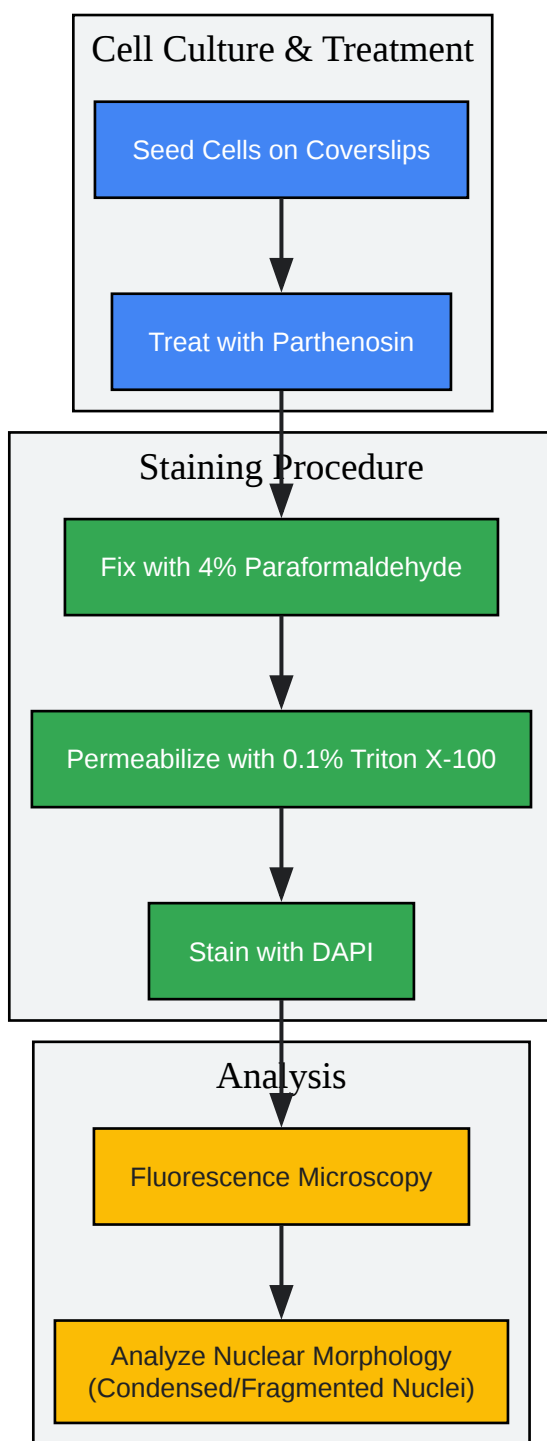 Cell Culture & Treatment
Seed Cells on Coverslips
Treat with Parthenosin
Staining Procedure
Fix with 4% Paraformaldehyde
Permeabilize with 0.1% Triton X-100
Stain with DAPI
Analysis
Fluorescence Microscopy
Analyze Nuclear Morphology
(Condensed/Fragmented Nuclei)